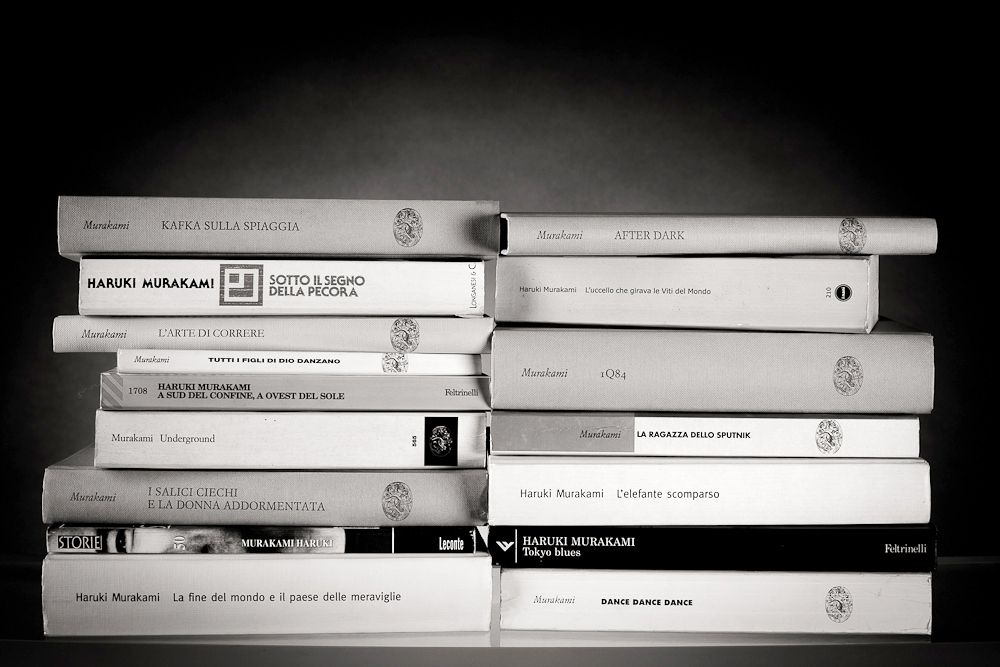 Murakami KAFKA SULLA SPIAGGIA
HARUKI MURAKAMI SOTTO IL SEGNO
DELLA PECORA
LONGANESI & C
Murakami L'ARTE DI CORRERE
Murakami TUTTI I FIGLI DI DIO DANZANO
1708 HARUKI MURAKAMI
A SUD DEL CONFINE, A OVEST DEL SOLE Feltrinelli
Murakami Underground 565
Murakami I SALICI CIECHI
E LA DONNA ADDORMENTATA
STORIE 50 MURAKAMI HARUKI Leconte
Haruki Murakami La fine del mondo e il paese delle meraviglie
Murakami AFTER DARK
Haruki Murakami L'uccello che girava le Viti del Mondo 210
Murakami 1Q84
Murakami LA RAGAZZA DELLO SPUTNIK
Haruki Murakami L'elefante scomparso
HARUKI MURAKAMI
Tokyo blues Feltrinelli
Murakami DANCE DANCE DANCE